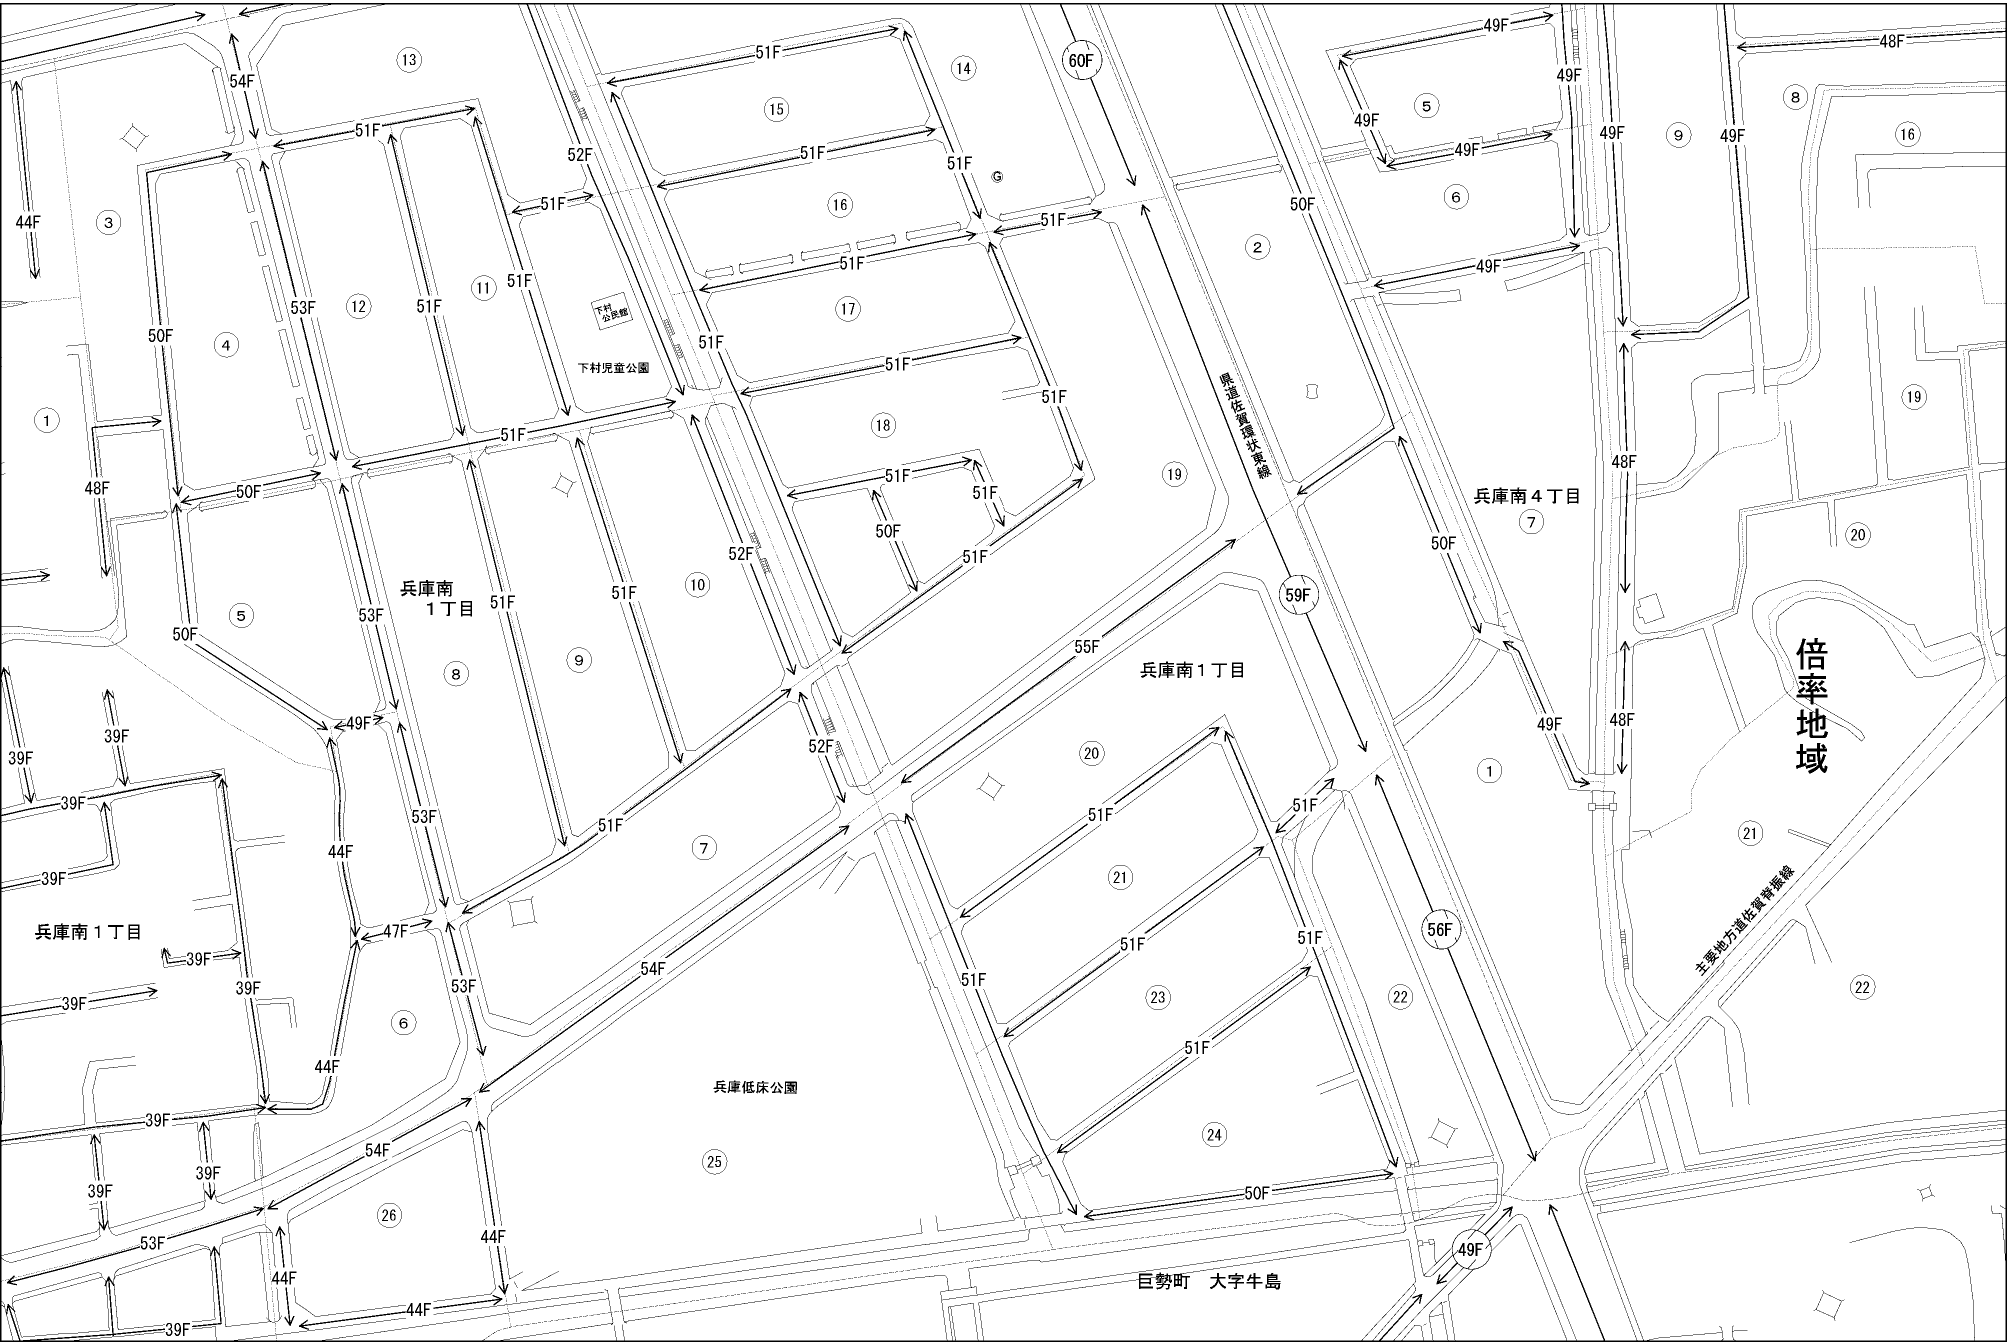 49F
48F
60F
51F
13
14
54F
49F
49F
5
49F
8
49F
9
49F
16
15
51F
52F
51F
51F
49F
G
50F
6
44F
3
51F
16
51F
2
51F
49F
53F
12
51F
11
51F
下村
公民館
17
50F
4
51F
下村児童公園
51F
県道佐賀環状東線
51F
19
1
51F
18
48F
48F
50F
51F
51F
19
兵庫南4丁目
7
50F
50F
20
52F
51F
兵庫南
1丁目
10
51F
51F
59F
5
53F
50F
55F
兵庫南1丁目
9
8
倍率地域
49F
49F
48F
39F
39F
52F
20
1
39F
51F
53F
51F
51F
21
44F
7
39F
21
主要地方道佐賀脊振線
兵庫南1丁目
47F
51F
51F
56F
39F
54F
39F
53F
51F
22
39F
23
22
6
44F
51F
兵庫低床公園
39F
54F
25
24
39F
39F
50F
26
53F
44F
49F
44F
巨勢町 大字牛島
44F
39F